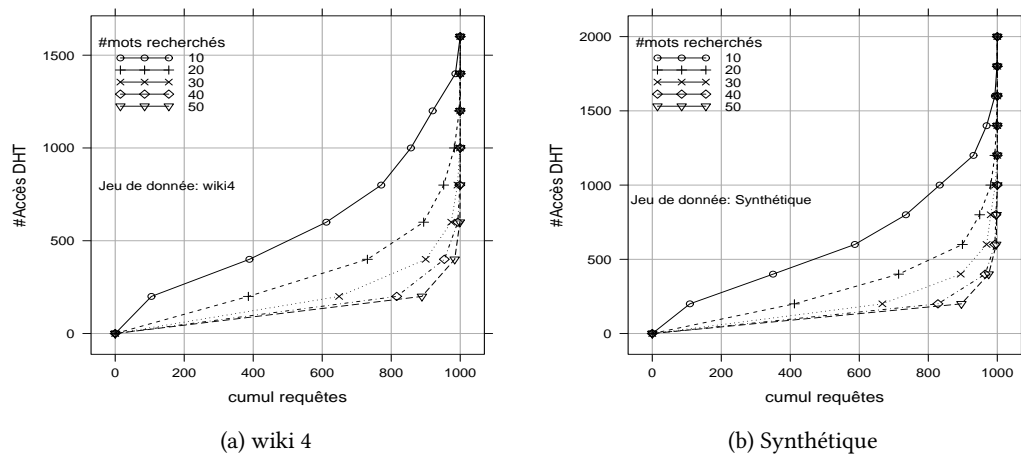 #mots recherchés
10
20
30
40
50
Jeu de donnée: wiki4
#Accès DHT
1500
1000
500
0
0 200 400 600 800 1000
cumul requêtes
(a) wiki 4
#mots recherchés
10
20
30
40
50
Jeu de donnée: Synthétique
#Accès DHT
2000
1500
1000
500
0
0 200 400 600 800 1000
cumul requêtes
(b) Synthétique